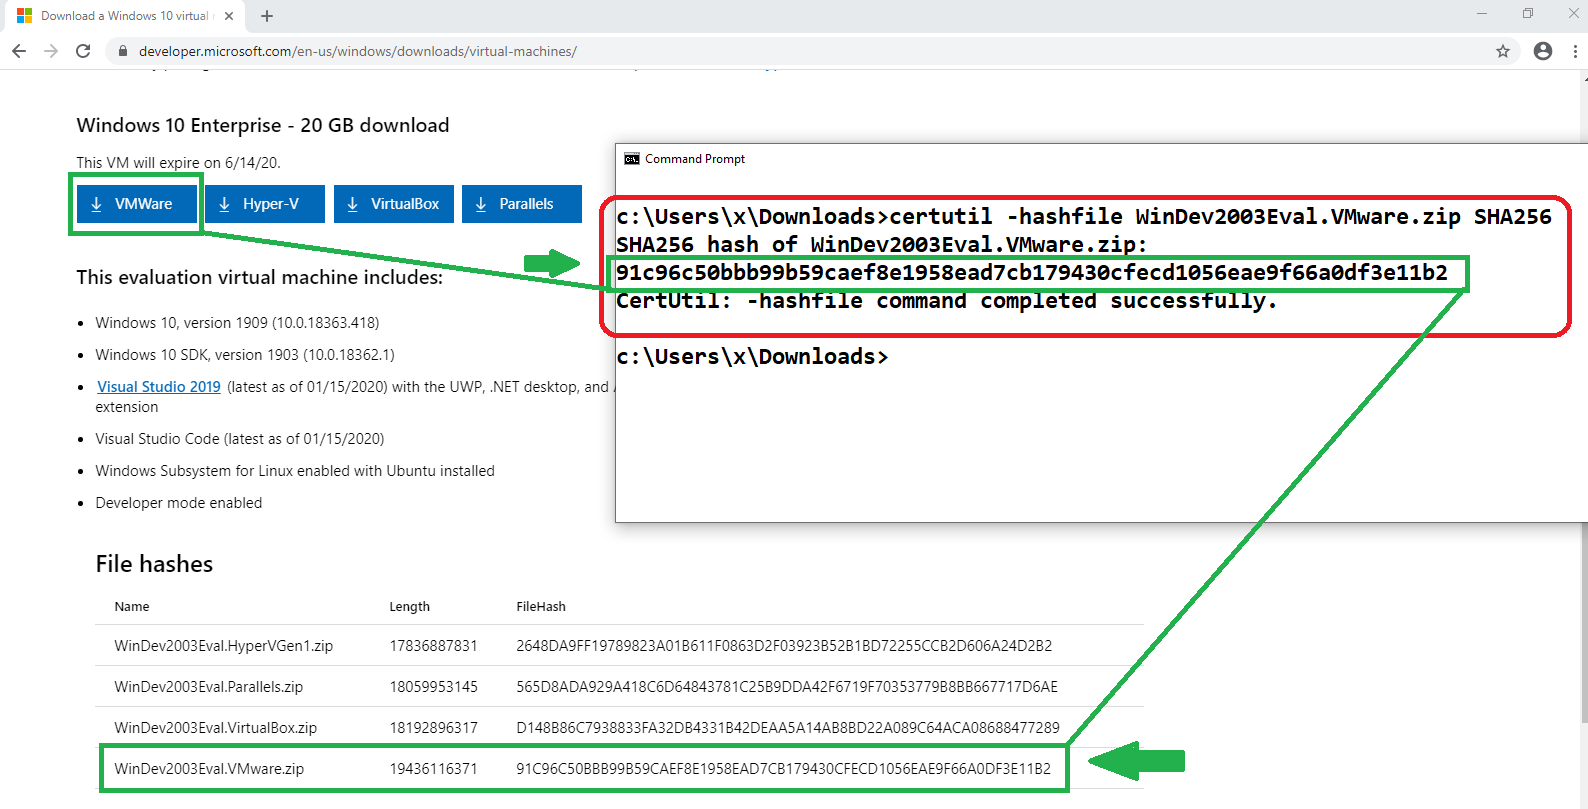 Download a Windows 10 virtual
developer.microsoft.com/en-us/windows/downloads/virtual-machines/
Windows 10 Enterprise - 20 GB download
This VM will expire on 6/14/20.
VMWare
Hyper-V
VirtualBox
Parallels
This evaluation virtual machine includes:
Windows 10, version 1909 (10.0.18363.418)
Windows 10 SDK, version 1903 (10.0.18362.1)
Visual Studio 2019 (latest as of 01/15/2020) with the UWP, .NET desktop, and
extension
Visual Studio Code (latest as of 01/15/2020)
Windows Subsystem for Linux enabled with Ubuntu installed
Developer mode enabled
Command Prompt
c:\Users\x\Downloads>certutil -hashfile WinDev2003Eval.VMware.zip SHA256
SHA256 hash of WinDev2003Eval.VMware.zip:
91c96c50bbb99b59caef8e1958ead7cb179430cfecd1056eae9f66a0df3e11b2
CertUtil: -hashfile command completed successfully.
c:\Users\x\Downloads>
File hashes
Name Length FileHash
WinDev2003Eval.HyperVGen1.zip 17836887831 2648DA9FF19789823A01B611F0863D2F03923B52B1BD72255CCB2D606A24D2B2
WinDev2003Eval.Parallels.zip 18059953145 565D8ADA929A418C6D64843781C25B9DDA42F6719F70353779B8BB667717D6AE
WinDev2003Eval.VirtualBox.zip 18192896317 D148B86C7938833FA32DB4331B42DEAA5A14AB8BD22A089C64ACA08688477289
WinDev2003Eval.VMware.zip 19436116371 91C96C50BBB99B59CAEF8E1958EAD7CB179430CFECD1056EAE9F66A0DF3E11B2